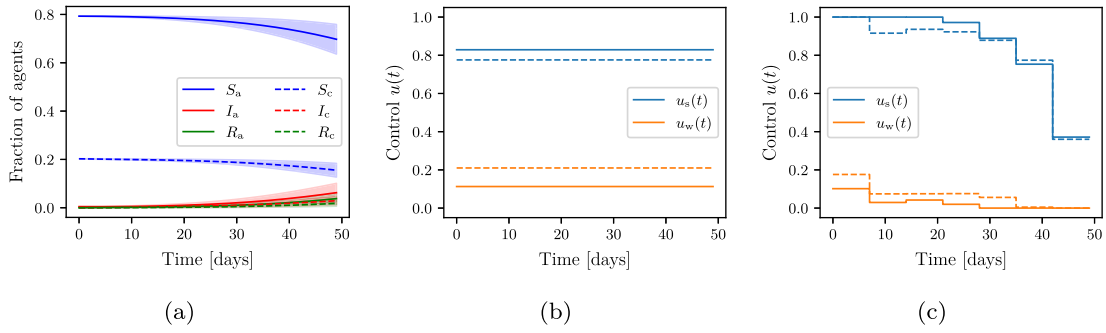 0.8
0.6
0.4
0.2
0.0
Fraction of agents
S_a S_c
I_a I_c
R_a R_c
0 10 20 30 40 50
Time [days]
(a)
1.0
0.8
0.6
0.4
0.2
0.0
Control u(t)
u_s(t)
u_w(t)
0 10 20 30 40 50
Time [days]
(b)
1.0
0.8
0.6
0.4
0.2
0.0
Control u(t)
u_s(t)
u_w(t)
0 10 20 30 40 50
Time [days]
(c)